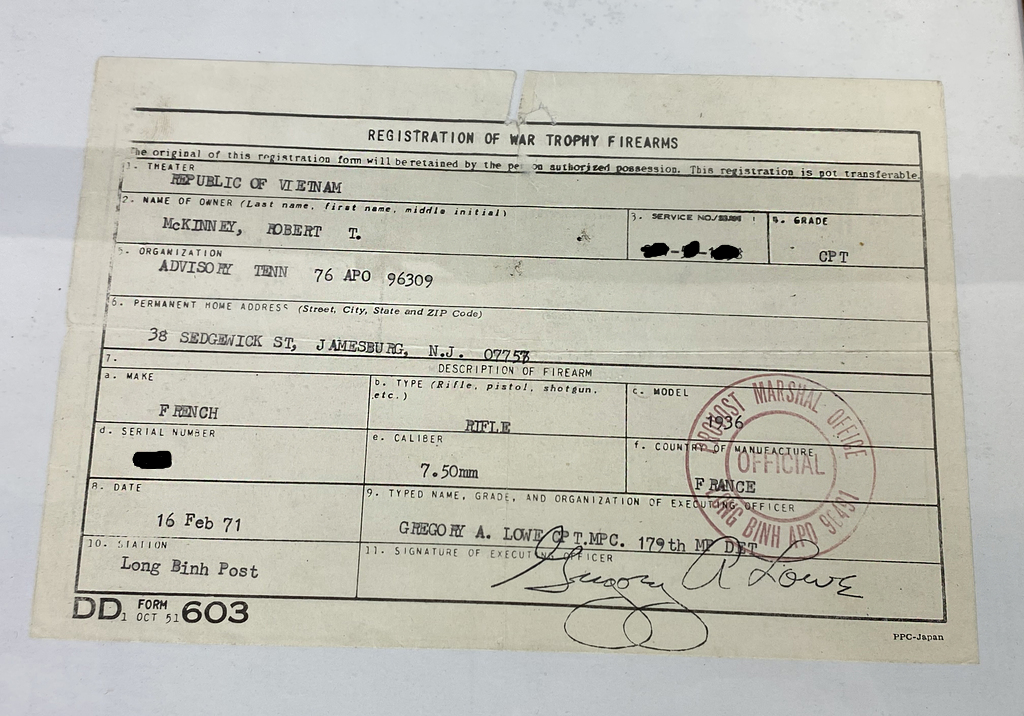 REGISTRATION OF WAR TROPHY FIREARMS
The original of this registration form will be retained by the pe on authorized possession. This registration is not transferable.
1. THEATER
REPUBLIC OF VIETNAM
2. NAME OF OWNER (Last name, first name, middle initial)
McKINNEY, ROBERT T.
3. SERVICE NO/
4. GRADE
CPT
5. ORGANIZATION
ADVISORY TENN 76 APO 96309
6. PERMANENT HOME ADDRESS (Street, City, State and ZIP Code)
38 SEDGEWICK ST, JAMESBURG, N.J. 07757
7. DESCRIPTION OF FIREARM
a. MAKE
FRENCH
b. TYPE (Rifle, pistol, shotgun, etc.)
RIFLE
c. MODEL
1936
d. SERIAL NUMBER
e. CALIBER
7.50mm
f. COUNTRY OF MANUFACTURE
FRANCE
8. DATE
16 Feb 71
9. TYPED NAME, GRADE, AND ORGANIZATION OF EXECUTING OFFICER
GREGORY A. LOWE CPT.MPC. 179th MP DET
10. STATION
Long Binh Post
11. SIGNATURE OF EXECUTING OFFICER
Gregory A Lowe
PROVOST MARSHAL OFFICE
OFFICIAL
LONG BINH APO 96491
DD FORM 603
1 OCT 51
PPC-Japan